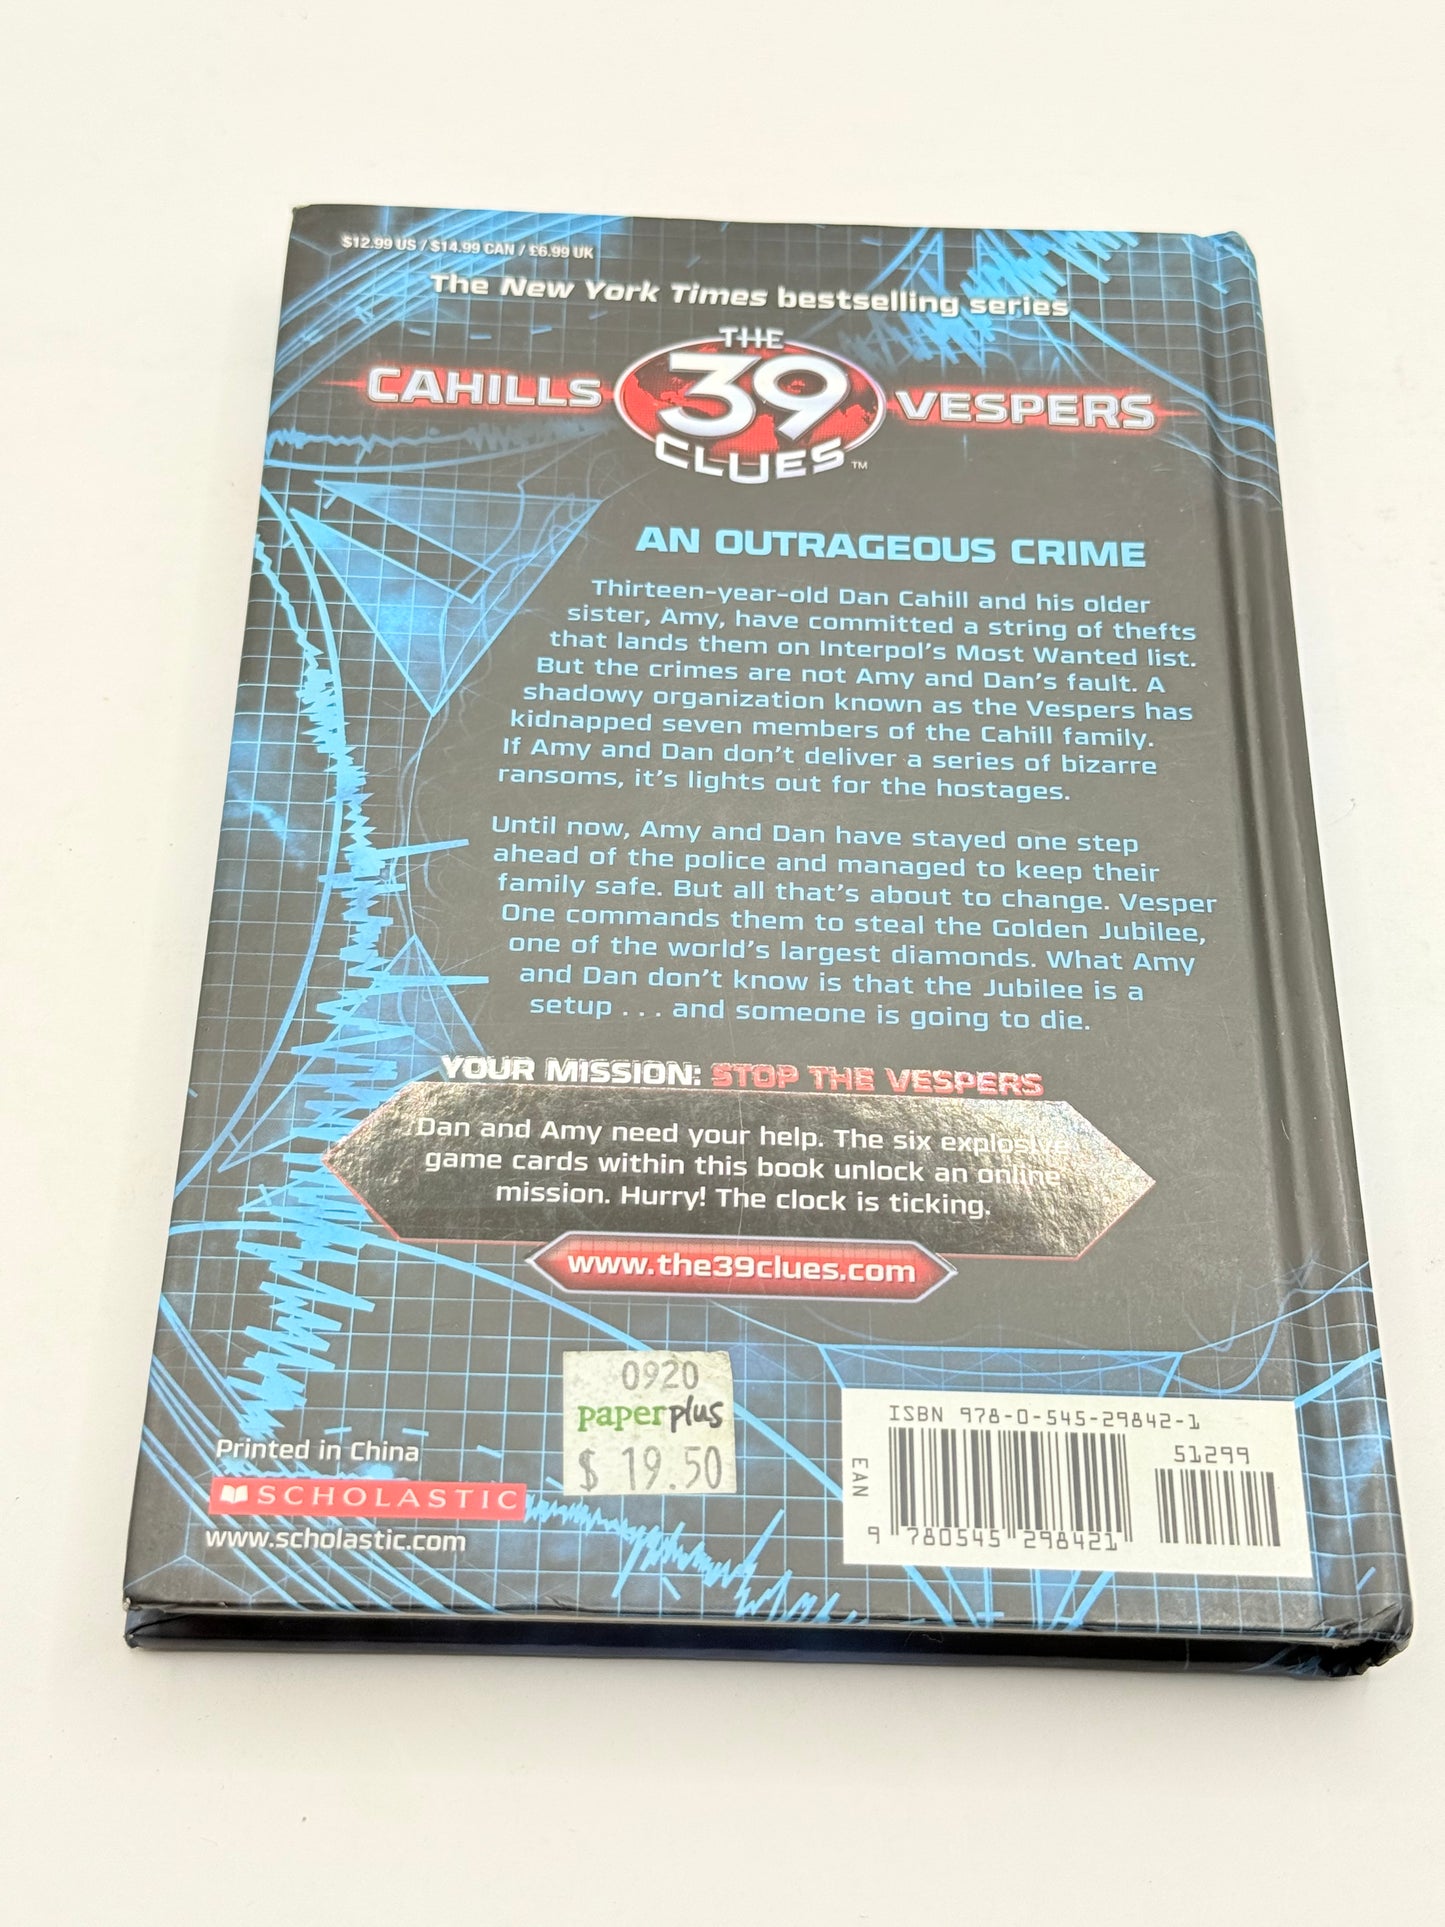 $12.99 US / $14.99 CAN / £6.99 UK
The New York Times bestselling series
THE
CAHILLS 39 VESPERS
CLUES™
AN OUTRAGEOUS CRIME
Thirteen-year-old Dan Cahill and his older
sister, Amy, have committed a string of thefts
that lands them on Interpol's Most Wanted list.
But the crimes are not Amy and Dan's fault. A
shadowy organization known as the Vespers has
kidnapped seven members of the Cahill family.
If Amy and Dan don't deliver a series of bizarre
ransoms, it's lights out for the hostages.
Until now, Amy and Dan have stayed one step
ahead of the police and managed to keep their
family safe. But all that's about to change. Vesper
One commands them to steal the Golden Jubilee,
one of the world's largest diamonds. What Amy
and Dan don't know is that the Jubilee is a
setup . . . and someone is going to die.
YOUR MISSION: STOP THE VESPERS
Dan and Amy need your help. The six explosive
game cards within this book unlock an online
mission. Hurry! The clock is ticking.
www.the39clues.com
0920
paperplus
$ 19.50
Printed in China
SCHOLASTIC
www.scholastic.com
ISBN 978-0-545-29842-1
51299
EAN
9 780545 298421